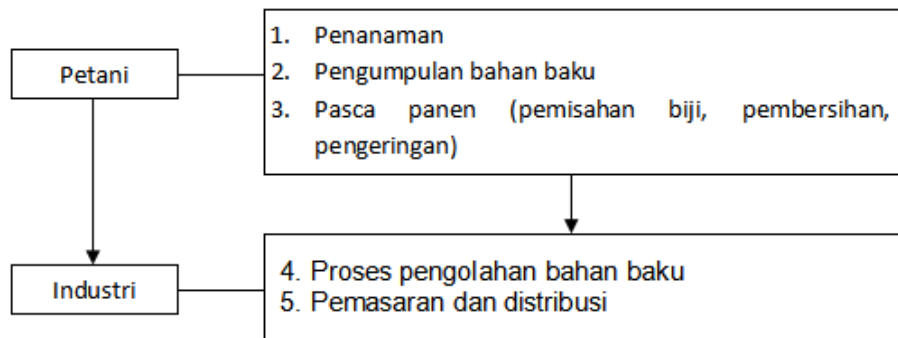 Petani
1. Penanaman
2. Pengumpulan bahan baku
3. Pasca panen (pemisahan biji, pembersihan,
pengeringan)
Industri
4. Proses pengolahan bahan baku
5. Pemasaran dan distribusi